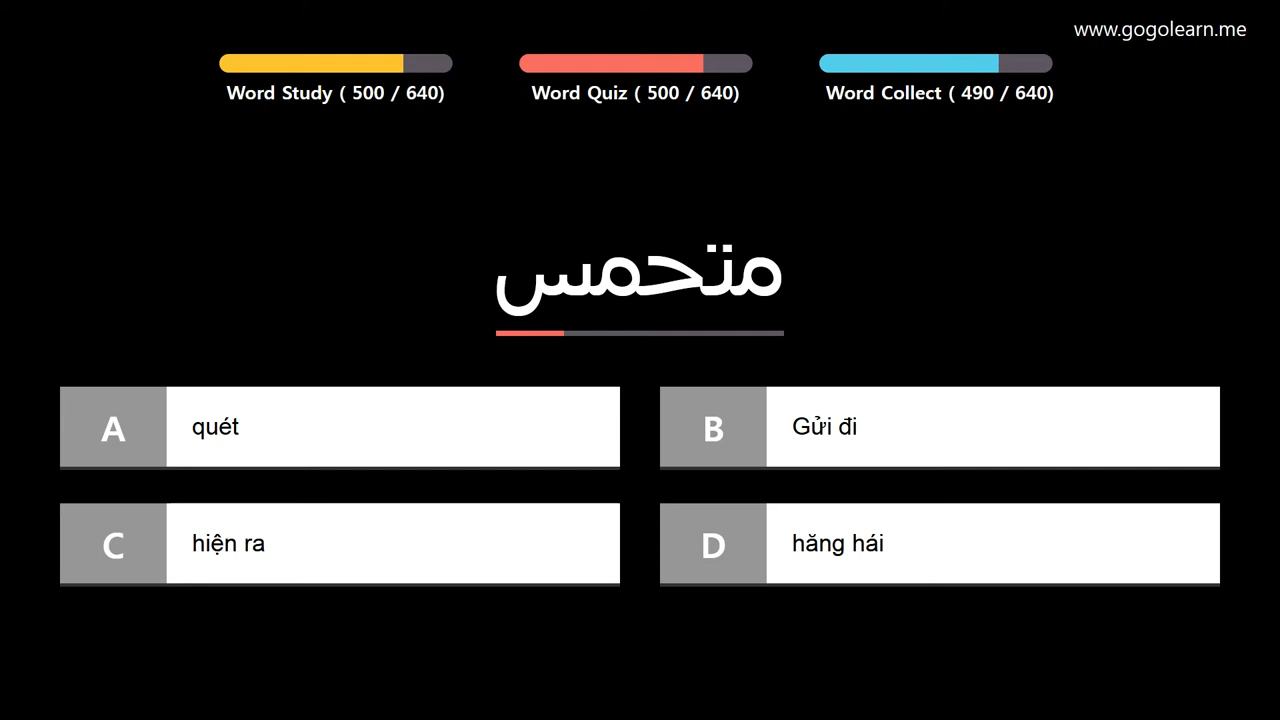 www.gogolearn.me
Word Study ( 500 / 640)
Word Quiz ( 500 / 640)
Word Collect ( 490 / 640)
متحمس
A
quét
B
Gửi đi
C
hiện ra
D
hăng hái